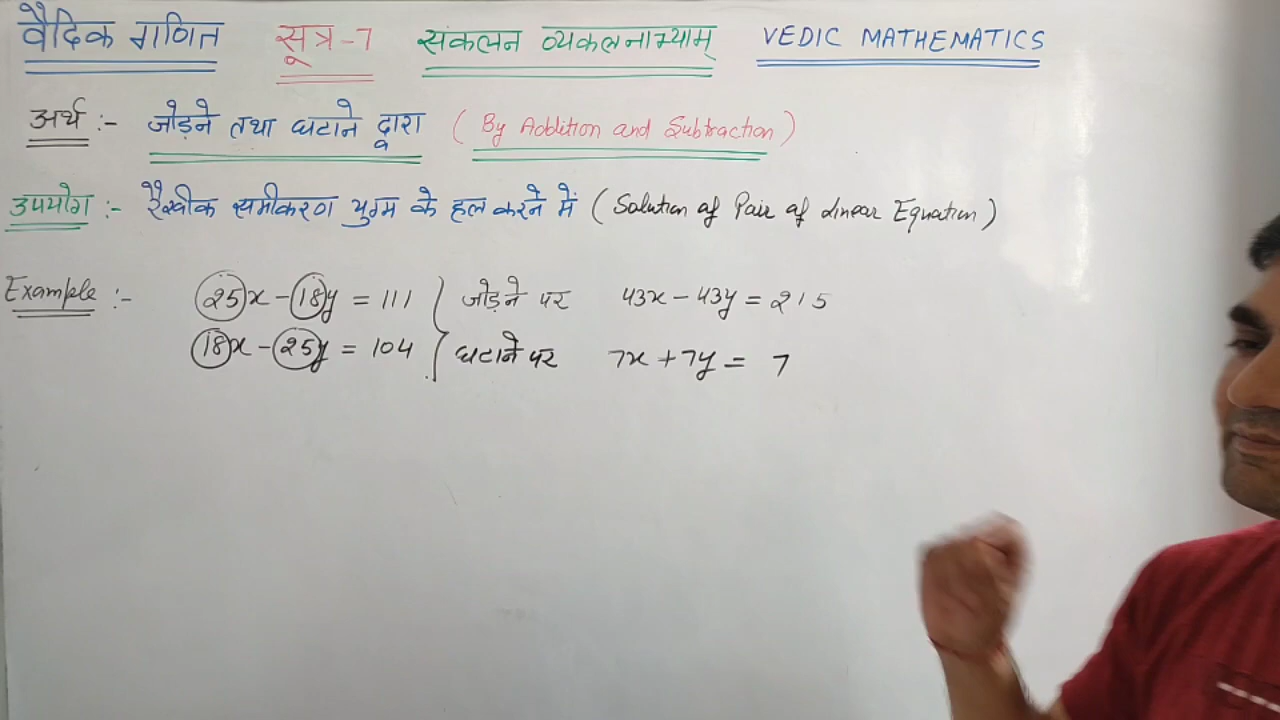 वैदिक गणित सूत्र-7 संकलन व्यकलनाभ्याम् VEDIC MATHEMATICS
अर्थ :- जोड़ने तथा घटाने द्वारा (By Addition and Subtraction)
उपयोग :- रैखीक समीकरण युग्म के हल करने में (Solution of Pair of Linear Equation)
Example :- 25x - 18y = 111 } जोड़ने पर 43x - 43y = 215
18x - 25y = 104 घटाने पर 7x + 7y = 7